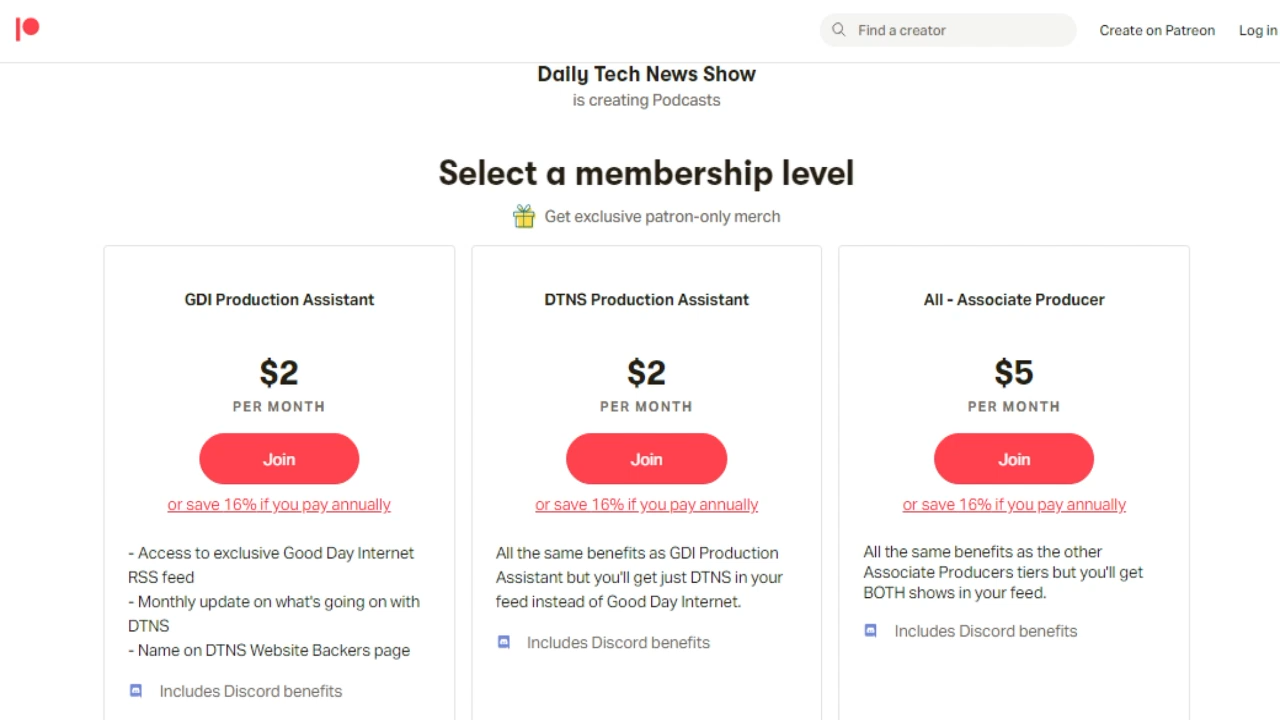 Find a creator
Create on Patreon
Log in
Daily Tech News Show
is creating Podcasts
Select a membership level
Get exclusive patron-only merch
GDI Production Assistant
$2
PER MONTH
Join
or save 16% if you pay annually
- Access to exclusive Good Day Internet
RSS feed
- Monthly update on what's going on with
DTNS
- Name on DTNS Website Backers page
Includes Discord benefits
DTNS Production Assistant
$2
PER MONTH
Join
or save 16% if you pay annually
All the same benefits as GDI Production
Assistant but you'll get just DTNS in your
feed instead of Good Day Internet.
Includes Discord benefits
All - Associate Producer
$5
PER MONTH
Join
or save 16% if you pay annually
All the same benefits as the other
Associate Producers tiers but you'll get
BOTH shows in your feed.
Includes Discord benefits